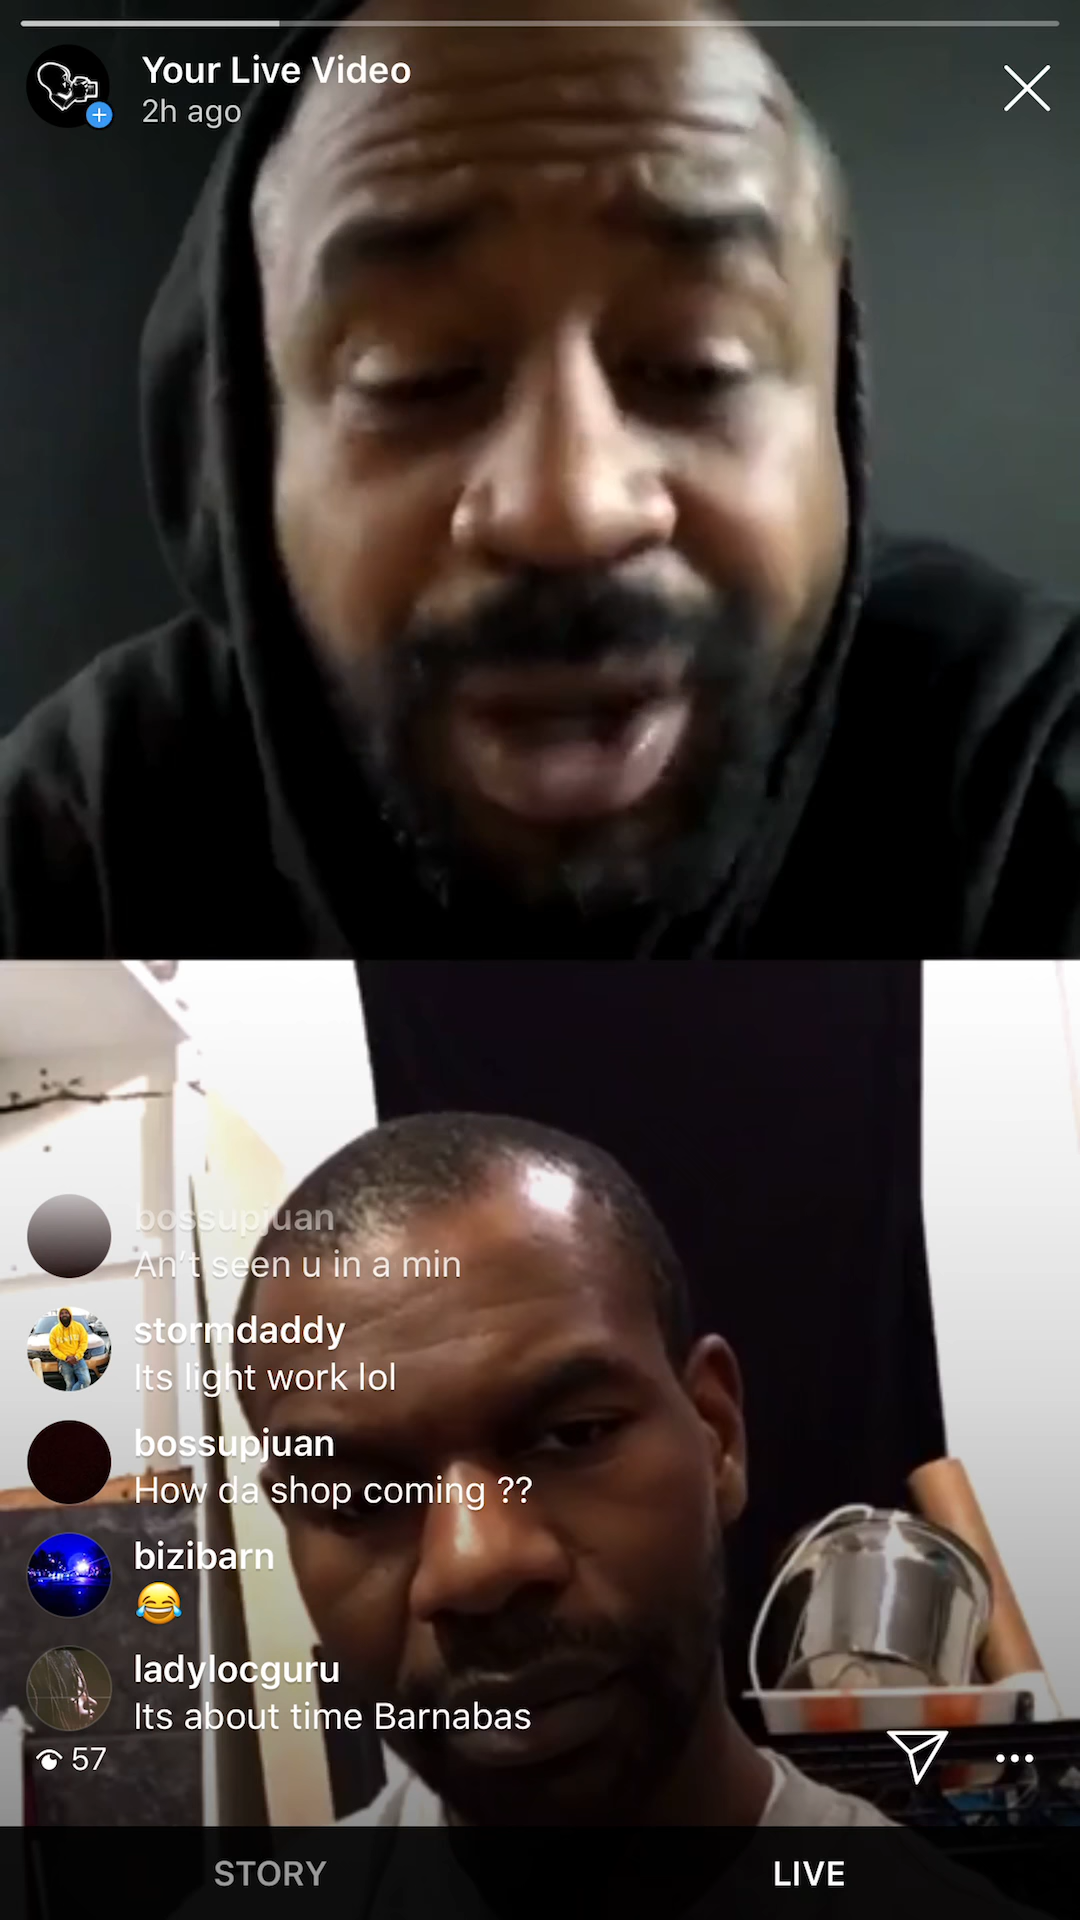 Your Live Video
2h ago
bossupjuan
An't seen u in a min
stormdaddy
Its light work lol
bossupjuan
How da shop coming ??
bizibarn
😂
ladylocguru
Its about time Barnabas
57
STORY
LIVE